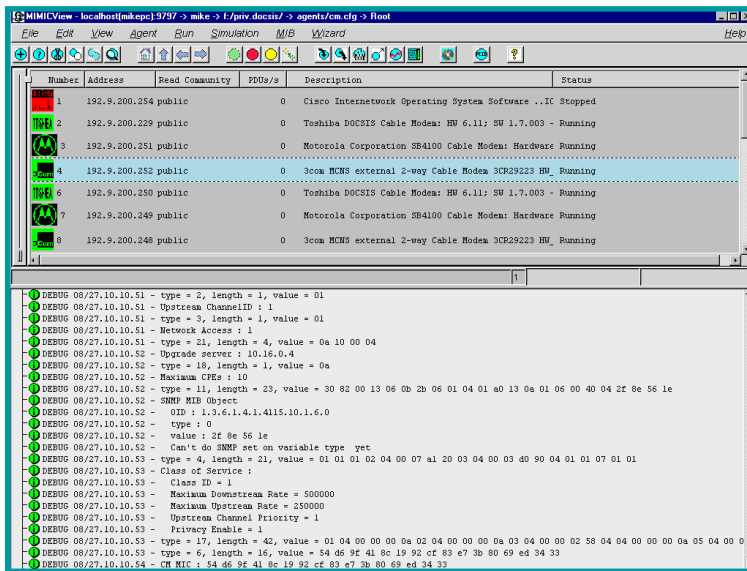 MIMICView - localhost(mikepc):9797 -> mike -> f:/priv.docsis/ -> agents/cm.cfg -> Root
File Edit View Agent Run Simulation MIB Wizard Help
Number Address Read Community PDUs/s Description Status
1 192.9.200.254 public 0 Cisco Internetwork Operating System Software ..IC Stopped
TOSHIBA 2 192.9.200.229 public 0 Toshiba DOCSIS Cable Modem: HW 6.11; SW 1.7.003 - Running
3 192.9.200.251 public 0 Motorola Corporation SB4100 Cable Modem: Hardware Running
3Com 4 192.9.200.252 public 0 3com MCNS external 2-way Cable Modem 3CR29223 HW_ Running
TOSHIBA 6 192.9.200.250 public 0 Toshiba DOCSIS Cable Modem: HW 6.11; SW 1.7.003 - Running
7 192.9.200.249 public 0 Motorola Corporation SB4100 Cable Modem: Hardware Running
3Com 8 192.9.200.248 public 0 3com MCNS external 2-way Cable Modem 3CR29223 HW_ Running
1
DEBUG 08/27.10.10.51 - type = 2, length = 1, value = 01
DEBUG 08/27.10.10.51 - Upstream ChannelID : 1
DEBUG 08/27.10.10.51 - type = 3, length = 1, value = 01
DEBUG 08/27.10.10.51 - Network Access : 1
DEBUG 08/27.10.10.51 - type = 21, length = 4, value = 0a 10 00 04
DEBUG 08/27.10.10.52 - Upgrade server : 10.16.0.4
DEBUG 08/27.10.10.52 - type = 18, length = 1, value = 0a
DEBUG 08/27.10.10.52 - Maximum CPEs : 10
DEBUG 08/27.10.10.52 - type = 11, length = 23, value = 30 82 00 13 06 0b 2b 06 01 04 01 a0 13 0a 01 06 00 40 04 2f 8e 56 1e
DEBUG 08/27.10.10.52 - SNMP MIB Object
DEBUG 08/27.10.10.52 - OID : 1.3.6.1.4.1.4115.10.1.6.0
DEBUG 08/27.10.10.52 - type : 0
DEBUG 08/27.10.10.52 - value : 2f 8e 56 1e
DEBUG 08/27.10.10.52 - Can't do SNMP set on variable type yet
DEBUG 08/27.10.10.53 - type = 4, length = 21, value = 01 01 01 02 04 00 07 a1 20 03 04 00 03 d0 90 04 01 01 07 01 01
DEBUG 08/27.10.10.53 - Class of Service :
DEBUG 08/27.10.10.53 - Class ID = 1
DEBUG 08/27.10.10.53 - Maximum Downstream Rate = 500000
DEBUG 08/27.10.10.53 - Maximum Upstream Rate = 250000
DEBUG 08/27.10.10.53 - Upstream Channel Priority = 1
DEBUG 08/27.10.10.53 - Privacy Enable = 1
DEBUG 08/27.10.10.53 - type = 17, length = 42, value = 01 04 00 00 00 0a 02 04 00 00 00 0a 03 04 00 00 02 58 04 04 00 00 00 0a 05 04 00 0
DEBUG 08/27.10.10.53 - type = 6, length = 16, value = 54 d6 9f 41 8c 19 92 cf 83 e7 3b 80 69 ed 34 33
DEBUG 08/27.10.10.54 - CM MIC : 54 d6 9f 41 8c 19 92 cf 83 e7 3b 80 69 ed 34 33